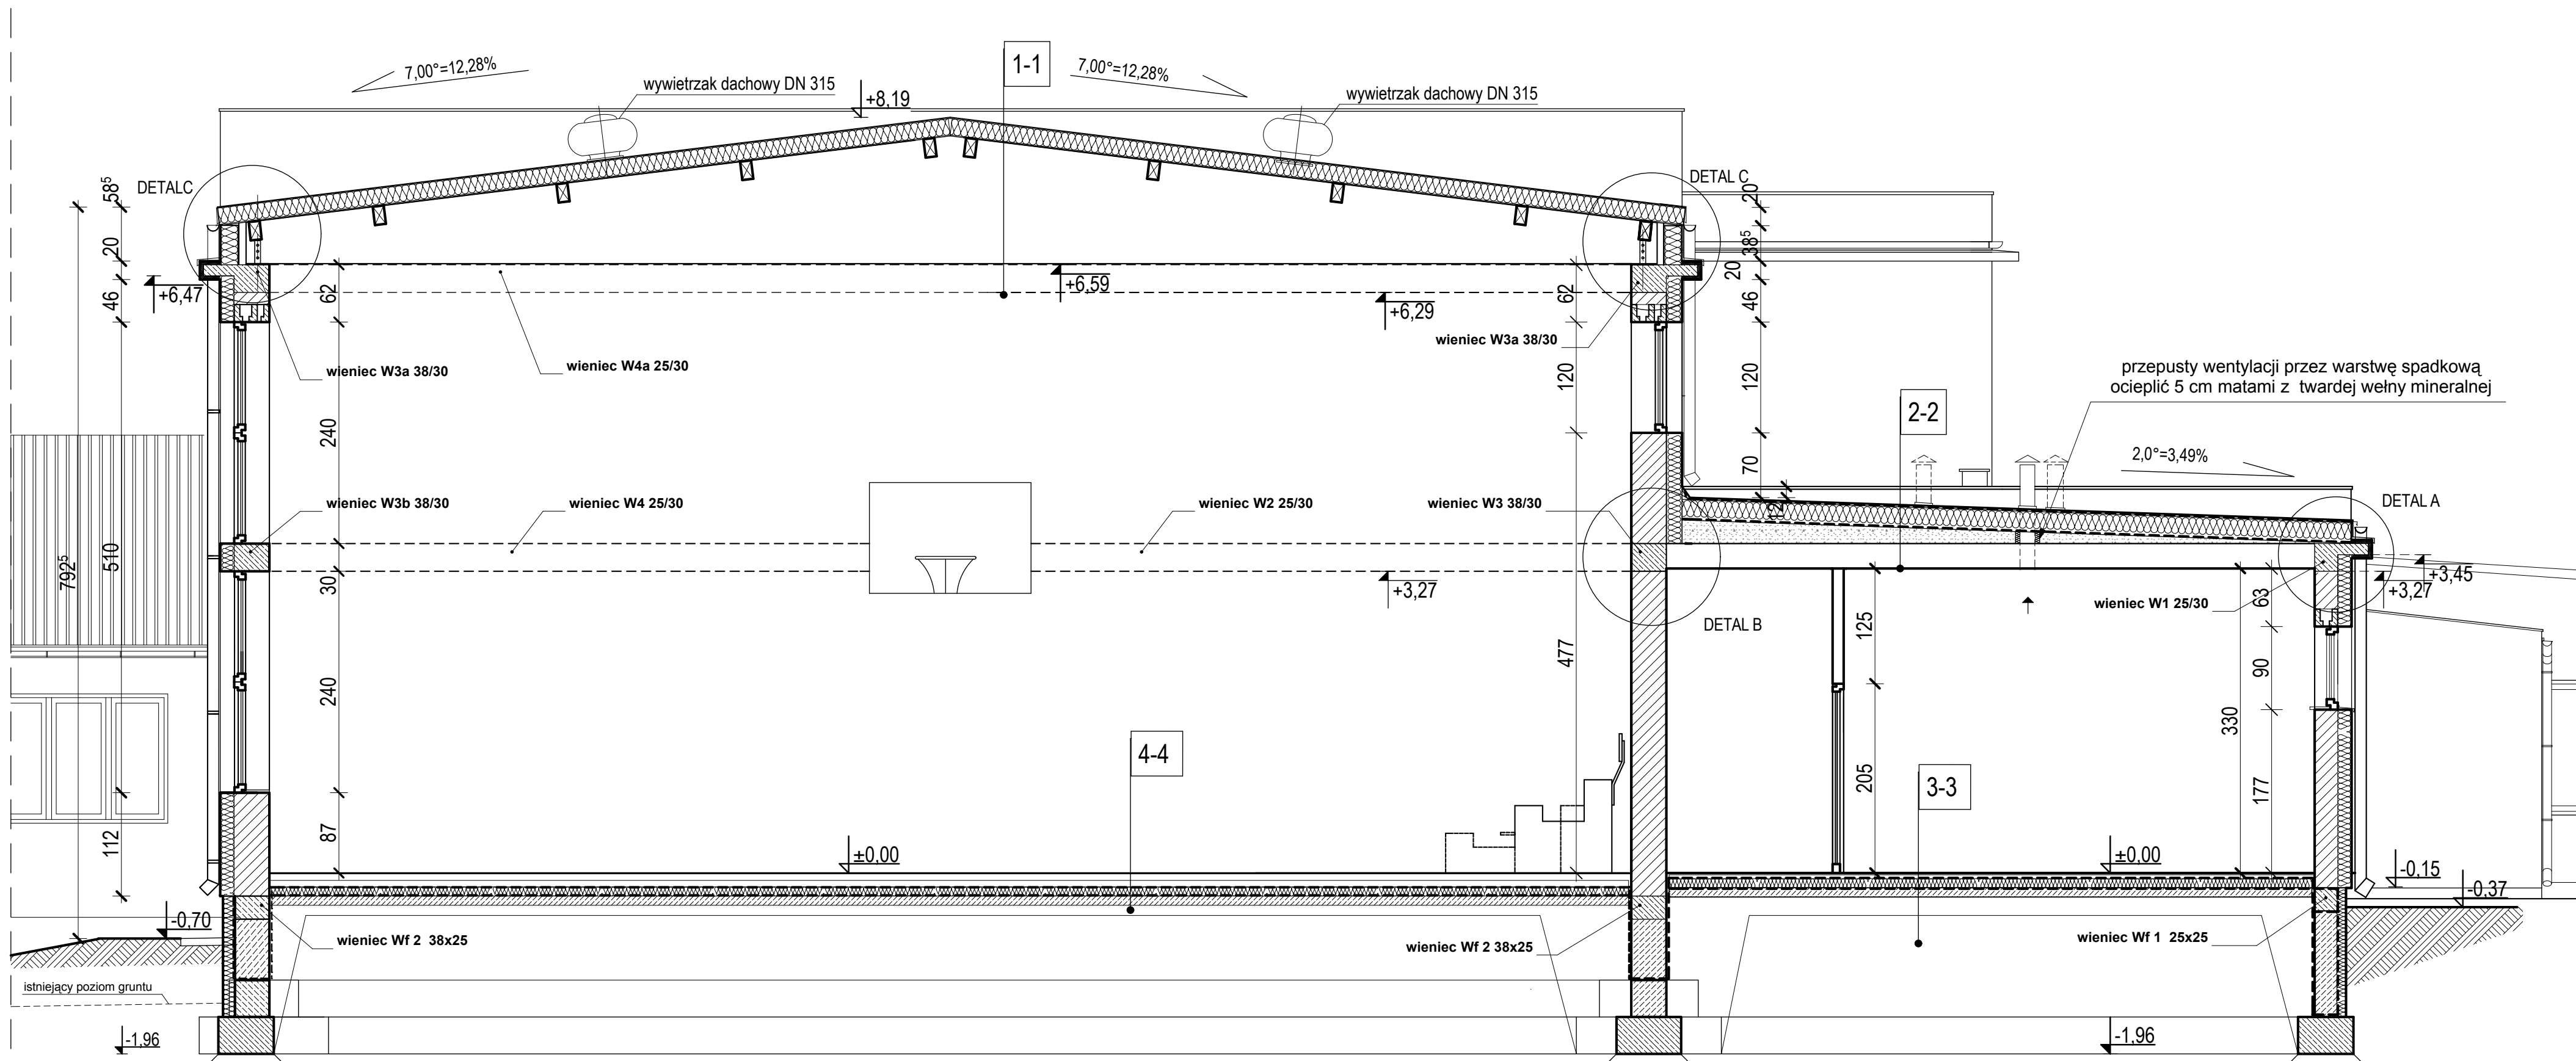 7,00°=12,28%
wywietrzak dachowy DN 315
+8,19
1-1
7,00°=12,28%
wywietrzak dachowy DN 315
DETALC
58⁵
20
46
+6,47
62
+6,59
+6,29
62
DETAL C
20
38⁵
20
46
wieniec W3a 38/30
wieniec W4a 25/30
wieniec W3a 38/30
120
120
przepusty wentylacji przez warstwę spadkową
ocieplić 5 cm matami z twardej wełny mineralnej
2-2
240
70
2,0°=3,49%
wieniec W3b 38/30
wieniec W4 25/30
wieniec W2 25/30
wieniec W3 38/30
12
DETAL A
792⁵
510
30
+3,27
+3,45
+3,27
wieniec W1 25/30
63
DETAL B
125
477
240
90
330
4-4
205
3-3
177
112
87
±0,00
±0,00
-0,15
-0,37
-0,70
wieniec Wf 2 38x25
wieniec Wf 2 38x25
wieniec Wf 1 25x25
istniejący poziom gruntu
-1,96
-1,96